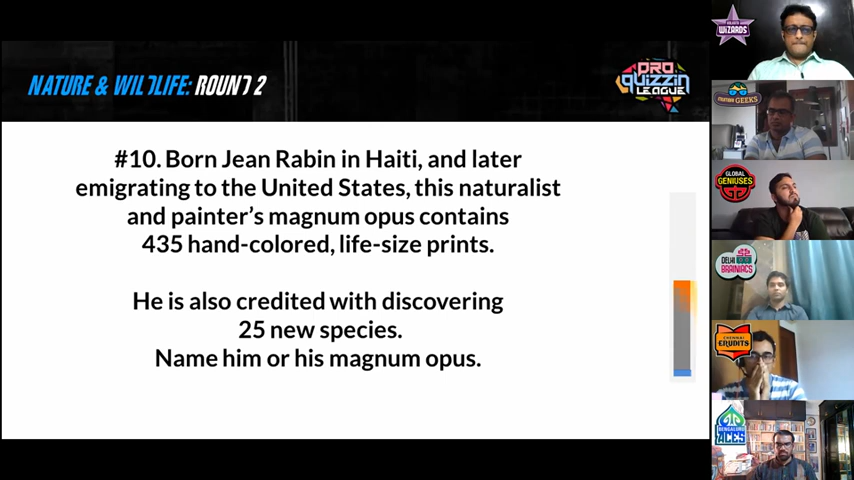 NATURE & WILDLIFE: ROUND 2
PRO
QUIZZIN
LEAGUE
#10. Born Jean Rabin in Haiti, and later
emigrating to the United States, this naturalist
and painter's magnum opus contains
435 hand-colored, life-size prints.
He is also credited with discovering
25 new species.
Name him or his magnum opus.
WIZARDS
GEEKS
GLOBAL
GENIUSES
DELHI
BRAINIACS
CHENNAI
ERUDITS
BENGALURU
ACES